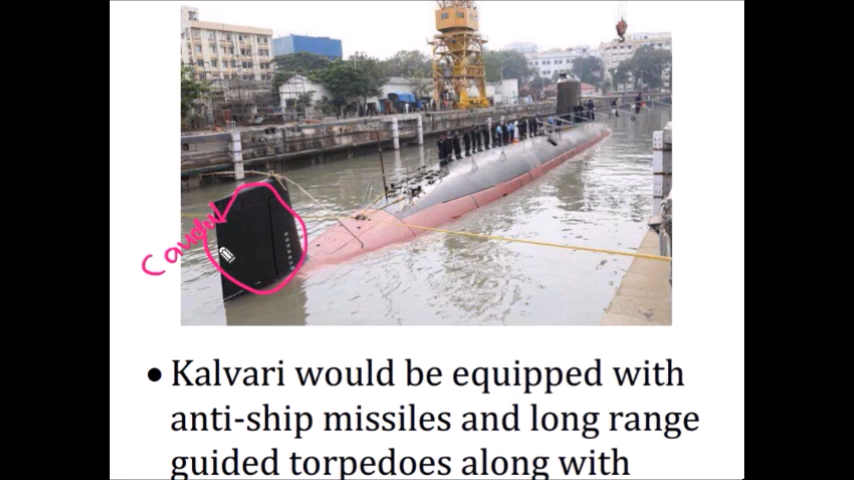 Caudal
• Kalvari would be equipped with
anti-ship missiles and long range
guided torpedoes along with